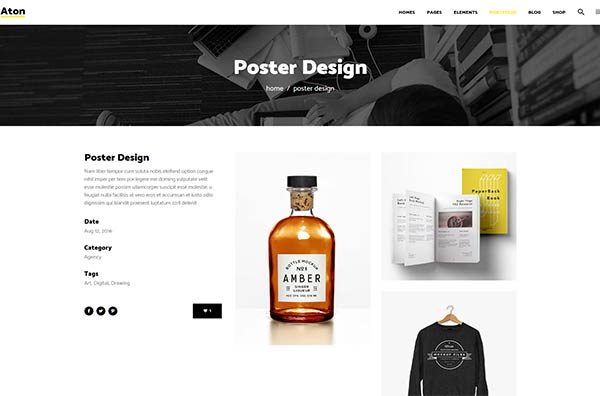 Aton
HOMES PAGES ELEMENTS PORTFOLIO BLOG SHOP
Poster Design
home / poster design
Poster Design
Nam liber tempor cum soluta nobis eleifend option congue
nihil imper per tem por legere me doming vulputate velit
esse molestie possim ullamcorper suscipit esse molestie. u
feugiat nulla facilisis at vero eros et accumsan et iusto odio
dignissim qui blandit praesent luptatum zzril delenit
Date
Aug 12, 2016
Category
Agency
Tags
Art, Digital, Drawing
BOTTLE MOCKUP
No1
AMBER
GINGER
LIQUEUR
PaperBack
Book
MOCKUP FILES